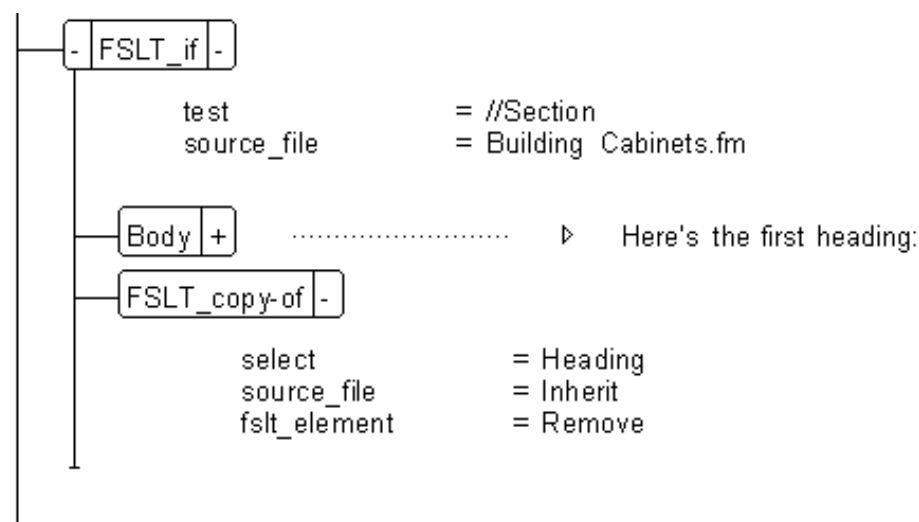 - FSLT_if -
test = //Section
source_file = Building Cabinets.fm
Body + Here's the first heading:
FSLT_copy-of -
select = Heading
source_file = Inherit
fslt_element = Remove